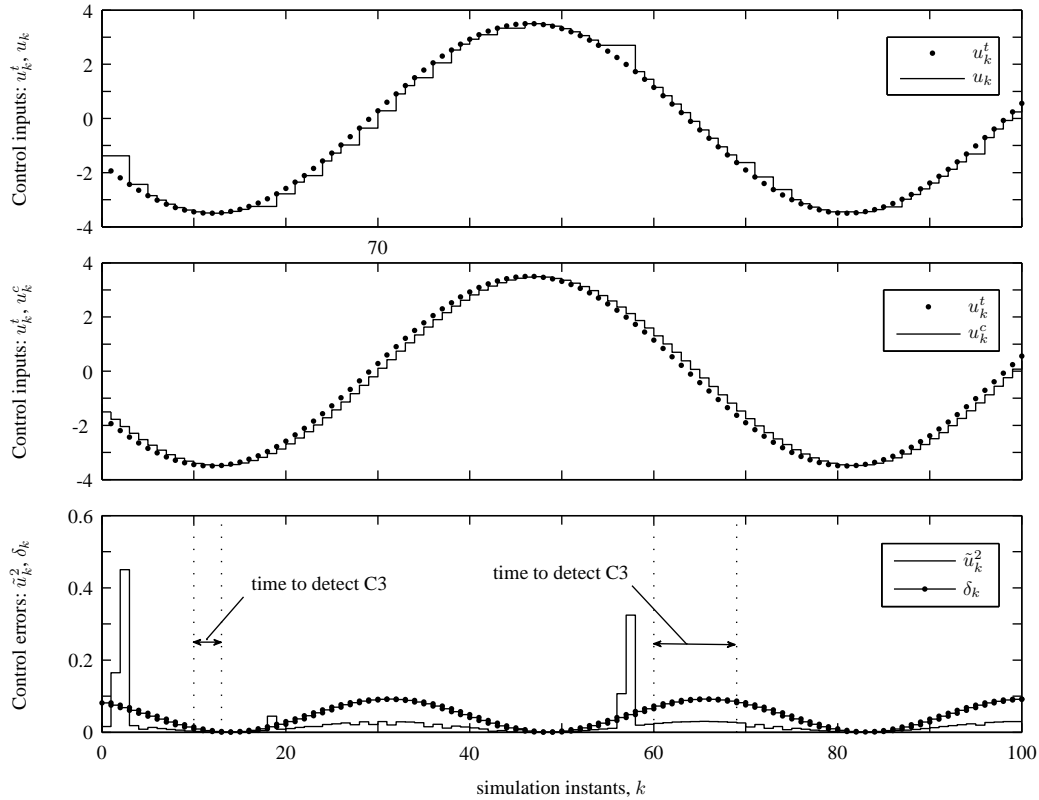 4
2
0
-2
-4
Control inputs: u_k^t, u_k
u_k^t
u_k
70
4
2
0
-2
-4
Control inputs: u_k^t, u_k^c
u_k^t
u_k^c
0.6
0.4
0.2
0
Control errors: ũ_k^2, δ_k
time to detect C3
time to detect C3
ũ_k^2
δ_k
0 20 40 60 80 100
simulation instants, k